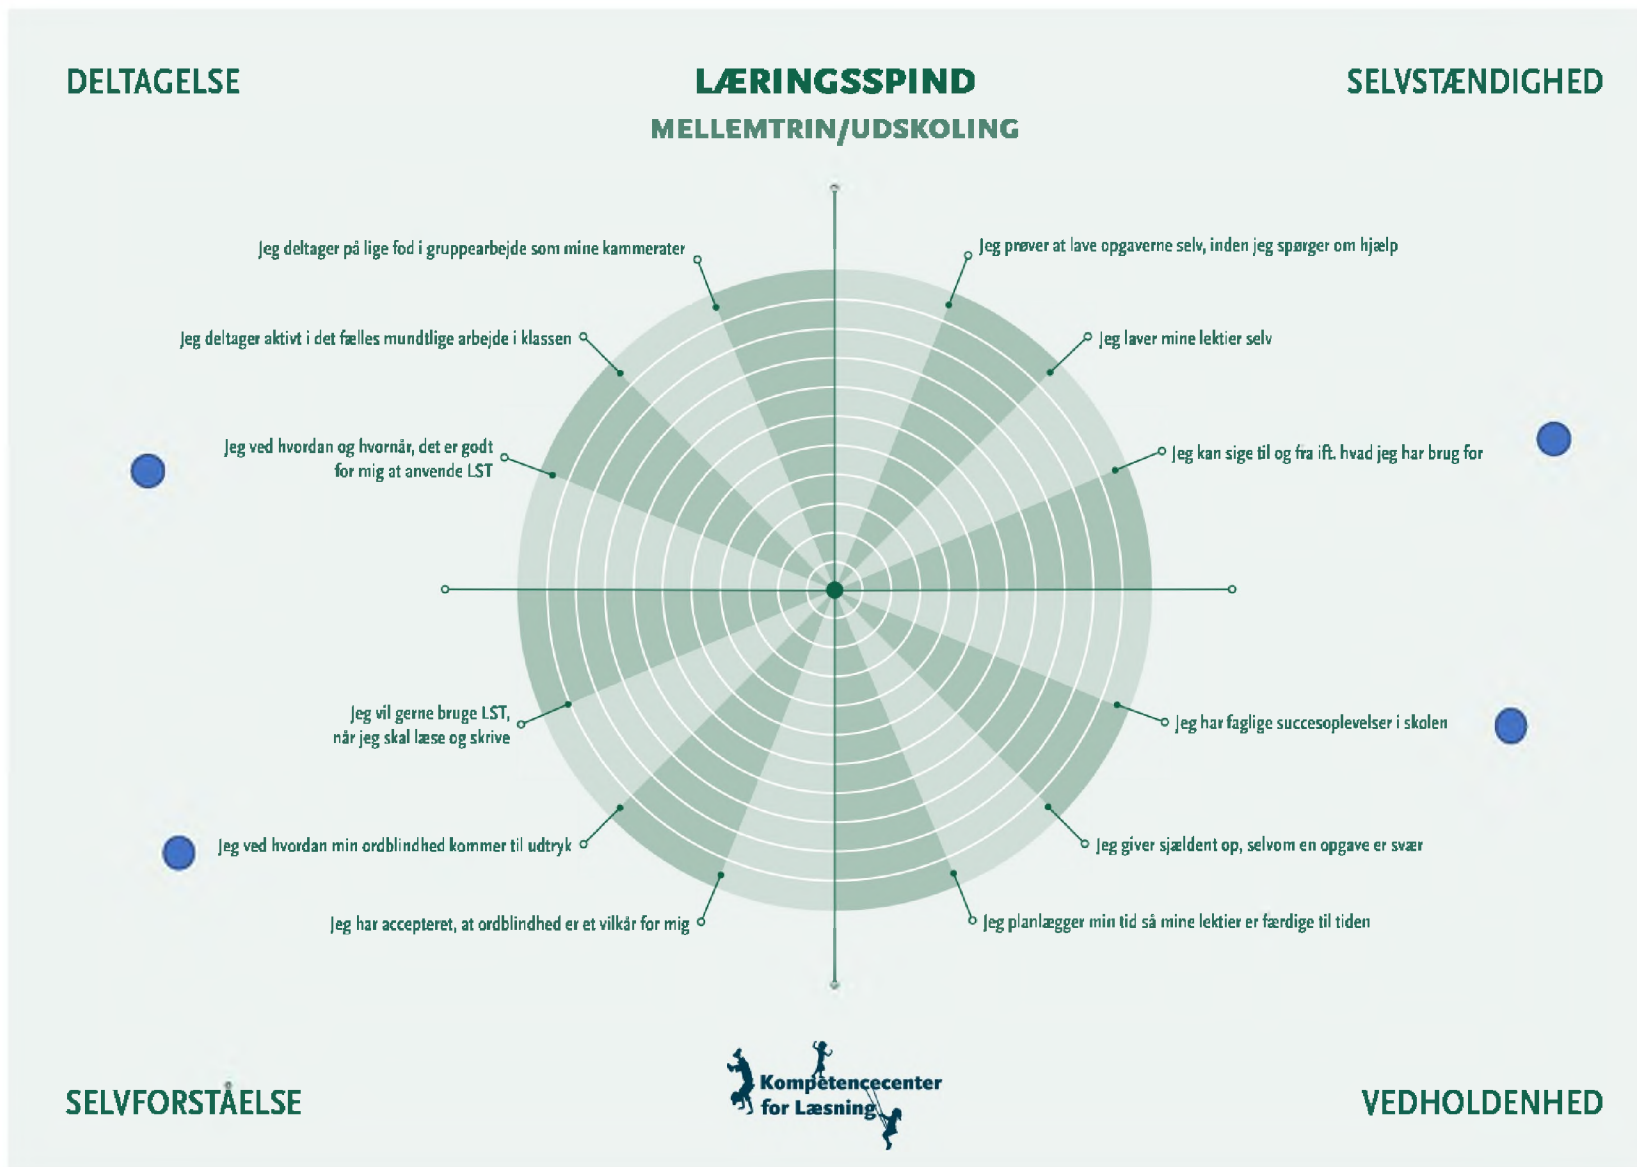 DELTAGELSE
LÆRINGSSPIND
SELVSTÆNDIGHED
MELLEMTRIN/UDSKOLING
Jeg deltager på lige fod i gruppearbejde som mine kammerater
Jeg prøver at lave opgaverne selv, inden jeg spørger om hjælp
Jeg deltager aktivt i det fælles mundtlige arbejde i klassen
Jeg laver mine lektier selv
Jeg ved hvordan og hvornår, det er godt
for mig at anvende LST
Jeg kan sige til og fra ift. hvad jeg har brug for
Jeg vil gerne bruge LST,
når jeg skal læse og skrive
Jeg har faglige succesoplevelser i skolen
Jeg ved hvordan min ordblindhed kommer til udtryk
Jeg giver sjældent op, selvom en opgave er svær
Jeg har accepteret, at ordblindhed er et vilkår for mig
Jeg planlægger min tid så mine lektier er færdige til tiden
Kompetencecenter
for Læsning
SELVFORSTÅELSE
VEDHOLDENHED